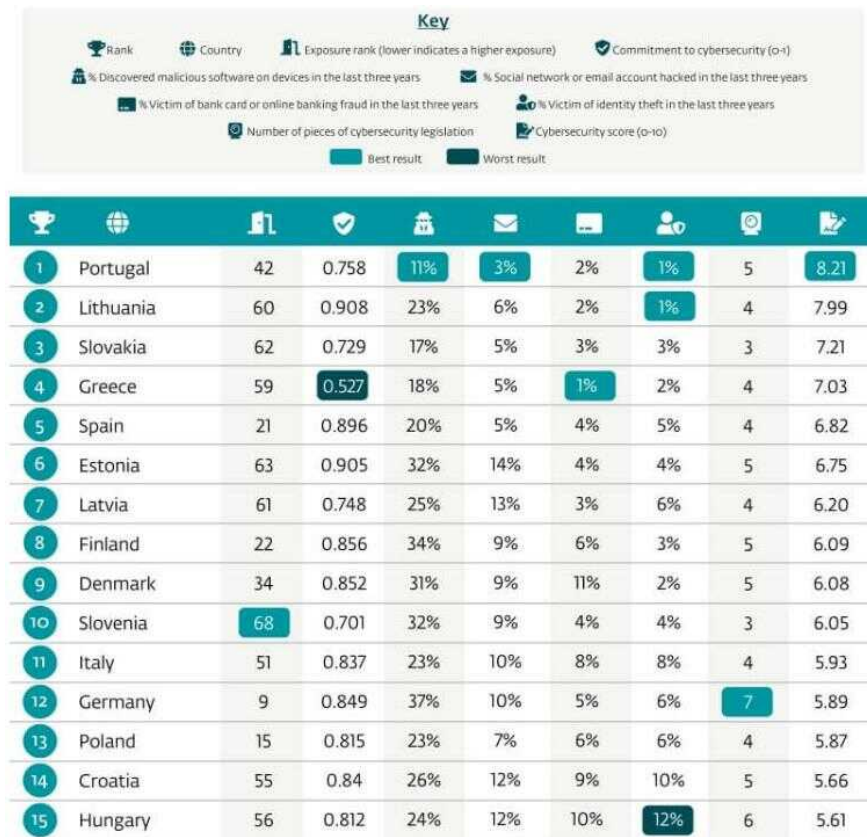 Key
Rank Country Exposure rank (lower indicates a higher exposure) Commitment to cybersecurity (0-1)
% Discovered malicious software on devices in the last three years % Social network or email account hacked in the last three years
% Victim of bank card or online banking fraud in the last three years % Victim of identity theft in the last three years
Number of pieces of cybersecurity legislation Cybersecurity score (0-10)
Best result Worst result
1 Portugal 42 0.758 11% 3% 2% 1% 5 8.21
2 Lithuania 60 0.908 23% 6% 2% 1% 4 7.99
3 Slovakia 62 0.729 17% 5% 3% 3% 3 7.21
4 Greece 59 0.527 18% 5% 1% 2% 4 7.03
5 Spain 21 0.896 20% 5% 4% 5% 4 6.82
6 Estonia 63 0.905 32% 14% 4% 4% 5 6.75
7 Latvia 61 0.748 25% 13% 3% 6% 4 6.20
8 Finland 22 0.856 34% 9% 6% 3% 5 6.09
9 Denmark 34 0.852 31% 9% 11% 2% 5 6.08
10 Slovenia 68 0.701 32% 9% 4% 4% 3 6.05
11 Italy 51 0.837 23% 10% 8% 8% 4 5.93
12 Germany 9 0.849 37% 10% 5% 6% 7 5.89
13 Poland 15 0.815 23% 7% 6% 6% 4 5.87
14 Croatia 55 0.84 26% 12% 9% 10% 5 5.66
15 Hungary 56 0.812 24% 12% 10% 12% 6 5.61